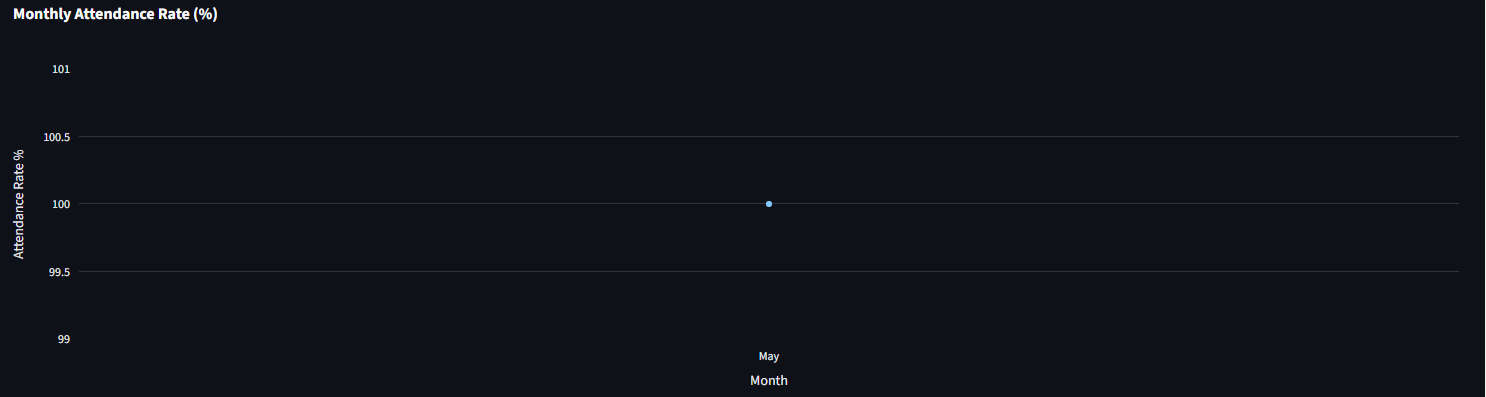 Monthly Attendance Rate (%)
101
100.5
100
99.5
99
Attendance Rate %
May
Month